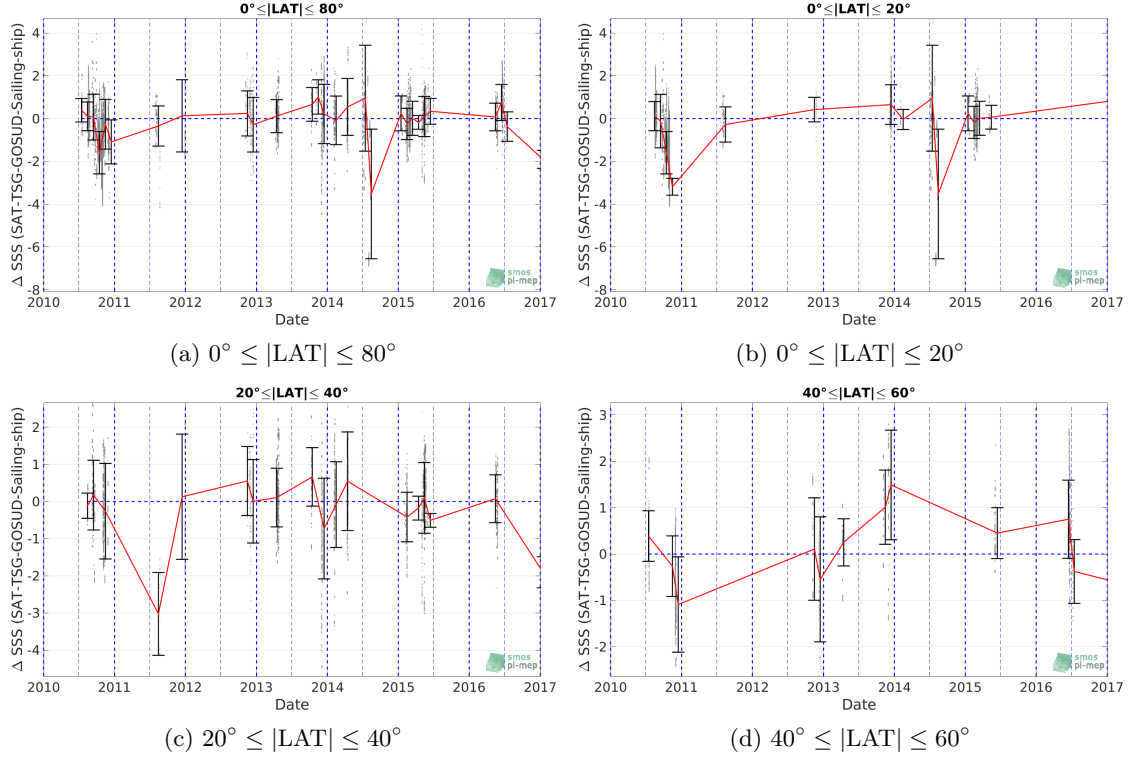 0°≤|LAT|≤ 80°
Δ SSS (SAT-TSG-GOSUD-Sailing-ship)
4
2
0
-2
-4
-6
-8
2010 2011 2012 2013 2014 2015 2016 2017
Date
smos
pi-mep
(a) 0° ≤ |LAT| ≤ 80°
0°≤|LAT|≤ 20°
Δ SSS (SAT-TSG-GOSUD-Sailing-ship)
4
2
0
-2
-4
-6
-8
2010 2011 2012 2013 2014 2015 2016 2017
Date
smos
pi-mep
(b) 0° ≤ |LAT| ≤ 20°
20°≤|LAT|≤ 40°
Δ SSS (SAT-TSG-GOSUD-Sailing-ship)
2
1
0
-1
-2
-3
-4
2010 2011 2012 2013 2014 2015 2016 2017
Date
smos
pi-mep
(c) 20° ≤ |LAT| ≤ 40°
40°≤|LAT|≤ 60°
Δ SSS (SAT-TSG-GOSUD-Sailing-ship)
3
2
1
0
-1
-2
2010 2011 2012 2013 2014 2015 2016 2017
Date
smos
pi-mep
(d) 40° ≤ |LAT| ≤ 60°